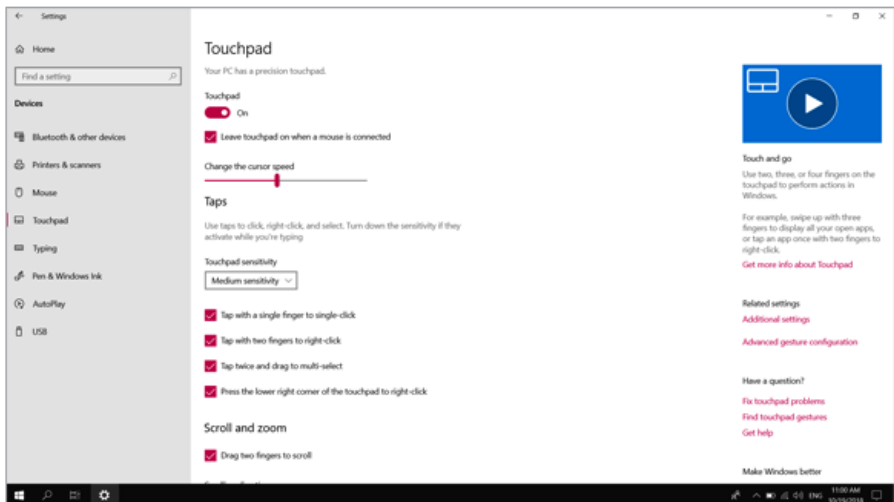 Settings
Home
Find a setting
Devices
Bluetooth & other devices
Printers & scanners
Mouse
Touchpad
Typing
Pen & Windows Ink
AutoPlay
USB
Touchpad
Your PC has a precision touchpad.
Touchpad
On
Leave touchpad on when a mouse is connected
Change the cursor speed
Taps
Use taps to click, right-click, and select. Turn down the sensitivity if they
activate while you're typing
Touchpad sensitivity
Medium sensitivity
Tap with a single finger to single-click
Tap with two fingers to right-click
Tap twice and drag to multi-select
Press the lower right corner of the touchpad to right-click
Scroll and zoom
Drag two fingers to scroll
Touch and go
Use two, three, or four fingers on the
touchpad to perform actions in
Windows.
For example, swipe up with three
fingers to display all your open apps,
or tap an app once with two fingers to
right-click.
Get more info about Touchpad
Related settings
Additional settings
Advanced gesture configuration
Have a question?
Fix touchpad problems
Find touchpad gestures
Get help
Make Windows better
ENG
11:00 AM
10/19/2016